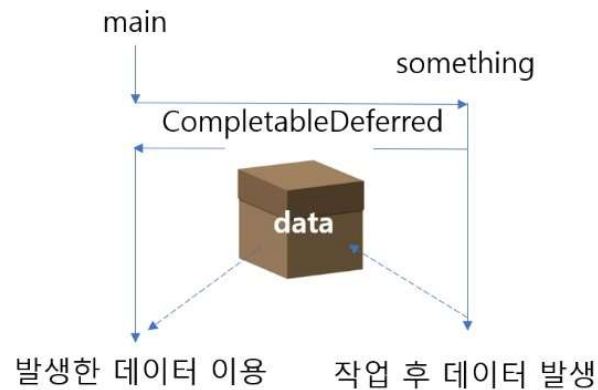 main
something
CompletableDeferred
data
발생한 데이터 이용
작업 후 데이터 발생